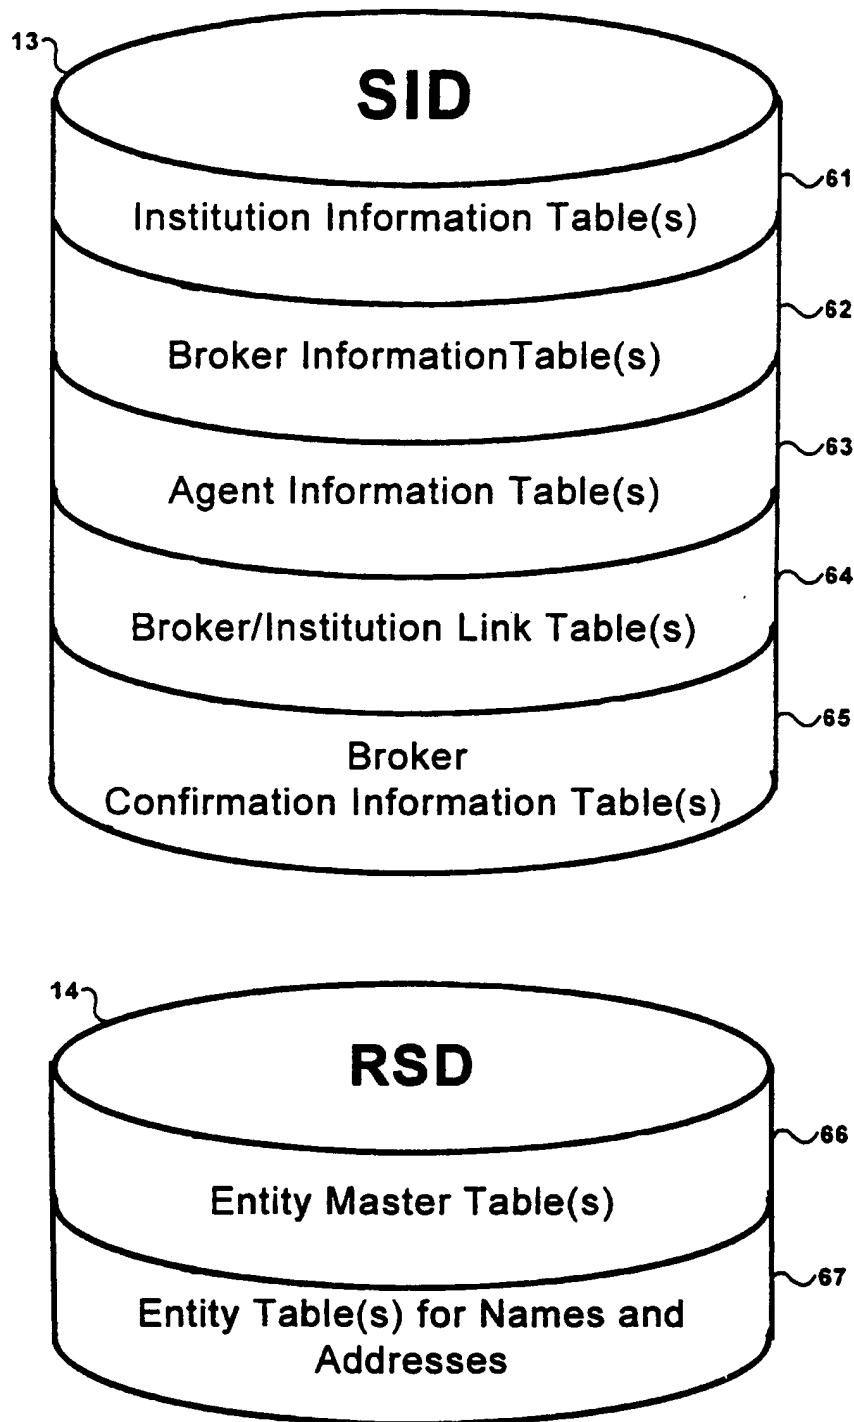 13
SID
61
Institution Information Table(s)
62
Broker InformationTable(s)
63
Agent Information Table(s)
64
Broker/Institution Link Table(s)
65
Broker
Confirmation Information Table(s)
14
RSD
66
Entity Master Table(s)
67
Entity Table(s) for Names and
Addresses